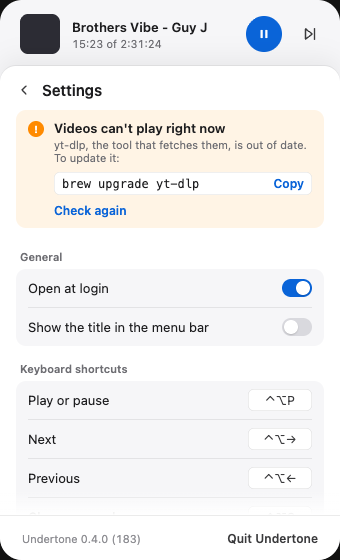 Brothers Vibe - Guy J
15:23 of 2:31:24
Settings
Videos can't play right now
yt-dlp, the tool that fetches them, is out of date.
To update it:
brew upgrade yt-dlp Copy
Check again
General
Open at login
Show the title in the menu bar
Keyboard shortcuts
Play or pause ⌃⌥P
Next ⌃⌥→
Previous ⌃⌥←
Undertone 0.4.0 (183) Quit Undertone